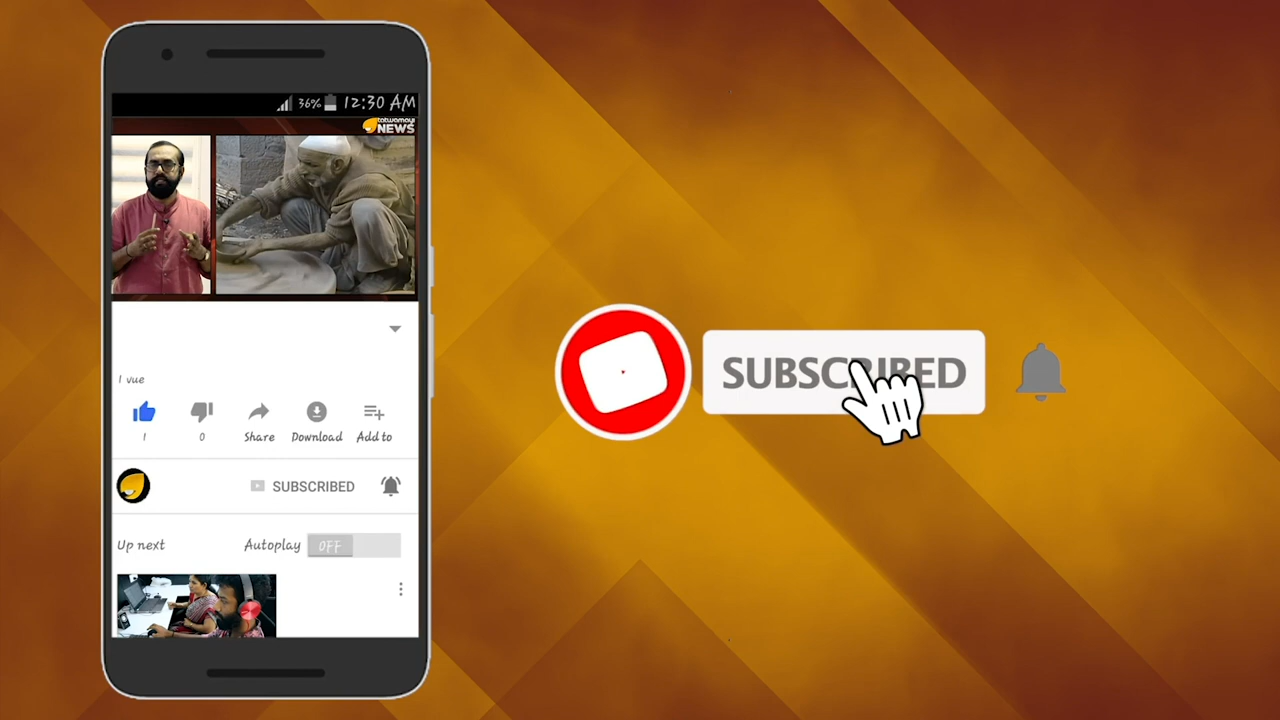 36% 12:30 AM
tatwamayi
NEWS
1 vue
1
0
Share
Download
Add to
SUBSCRIBED
Up next
Autoplay
OFF
SUBSCRIBED